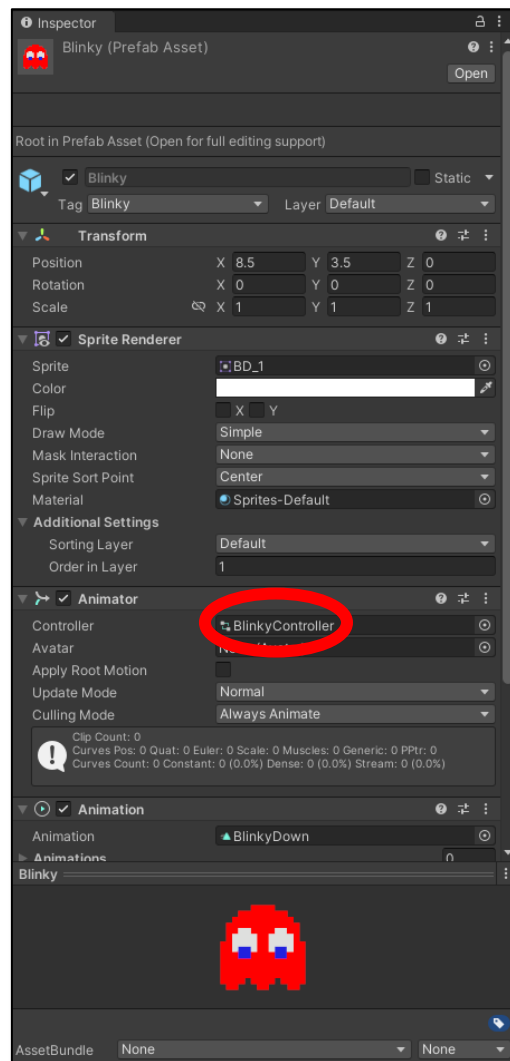 Inspector
Blinky (Prefab Asset)
Open
Root in Prefab Asset (Open for full editing support)
Blinky Static
Tag Blinky Layer Default
Transform
Position X 8.5 Y 3.5 Z 0
Rotation X 0 Y 0 Z 0
Scale X 1 Y 1 Z 1
Sprite Renderer
Sprite BD_1
Color
Flip X Y
Draw Mode Simple
Mask Interaction None
Sprite Sort Point Center
Material Sprites-Default
Additional Settings
Sorting Layer Default
Order in Layer 1
Animator
Controller BlinkyController
Avatar
Apply Root Motion
Update Mode Normal
Culling Mode Always Animate
Clip Count: 0
Curves Pos: 0 Quat: 0 Euler: 0 Scale: 0 Muscles: 0 Generic: 0 PPtr: 0
Curves Count: 0 Constant: 0 (0.0%) Dense: 0 (0.0%) Stream: 0 (0.0%)
Animation
Animation BlinkyDown
Animations 0
Blinky
AssetBundle None None